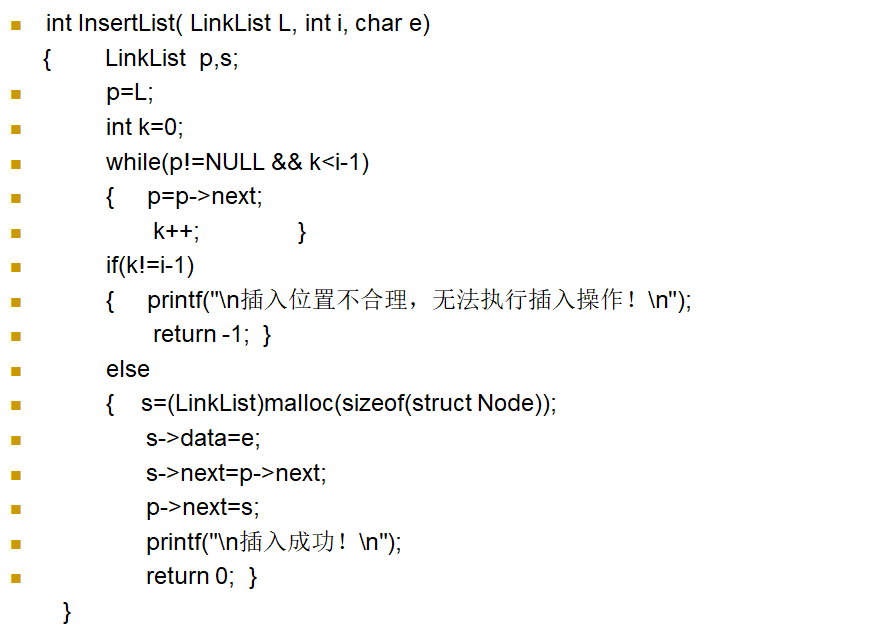 int InsertList( LinkList L, int i, char e)
{ LinkList p,s;
p=L;
int k=0;
while(p!=NULL && k<i-1)
{ p=p->next;
k++; }
if(k!=i-1)
{ printf("\n插入位置不合理，无法执行插入操作！\n");
return -1; }
else
{ s=(LinkList)malloc(sizeof(struct Node));
s->data=e;
s->next=p->next;
p->next=s;
printf("\n插入成功！\n");
return 0; }
}